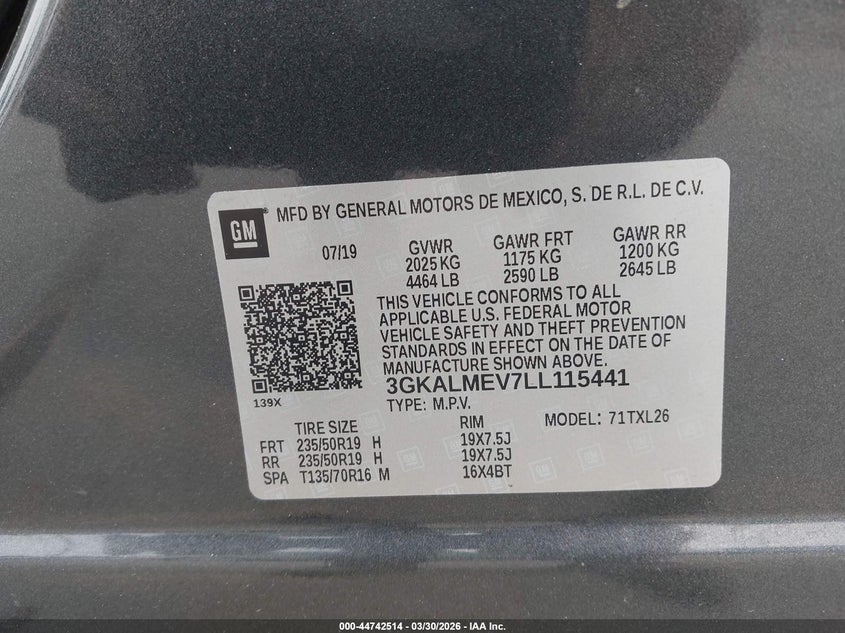 GM
® MFD BY GENERAL MOTORS DE MEXICO, S. DE R.L. DE C.V.
07/19 GVWR GAWR FRT GAWR RR
2025 KG 1175 KG 1200 KG
4464 LB 2590 LB 2645 LB
THIS VEHICLE CONFORMS TO ALL
APPLICABLE U.S. FEDERAL MOTOR
VEHICLE SAFETY AND THEFT PREVENTION
STANDARDS IN EFFECT ON THE DATE OF
MANUFACTURE SHOWN ABOVE.
139X
3GKALMEV7LL115441
TYPE: M.P.V.
TIRE SIZE RIM MODEL: 71TXL26
FRT 235/50R19 H 19X7.5J
RR 235/50R19 H 19X7.5J
SPA T135/70R16 M 16X4BT
000-44742514 - 03/30/2026 - IAA Inc.